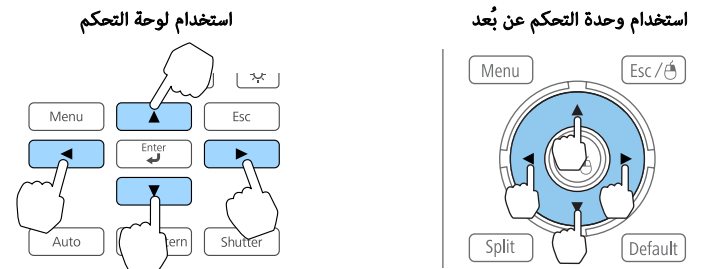 استخدام وحدة التحكم عن بُعد
استخدام لوحة التحكم
Menu
Esc/
Split
Default
Menu
Esc
Enter
Auto
Shutter